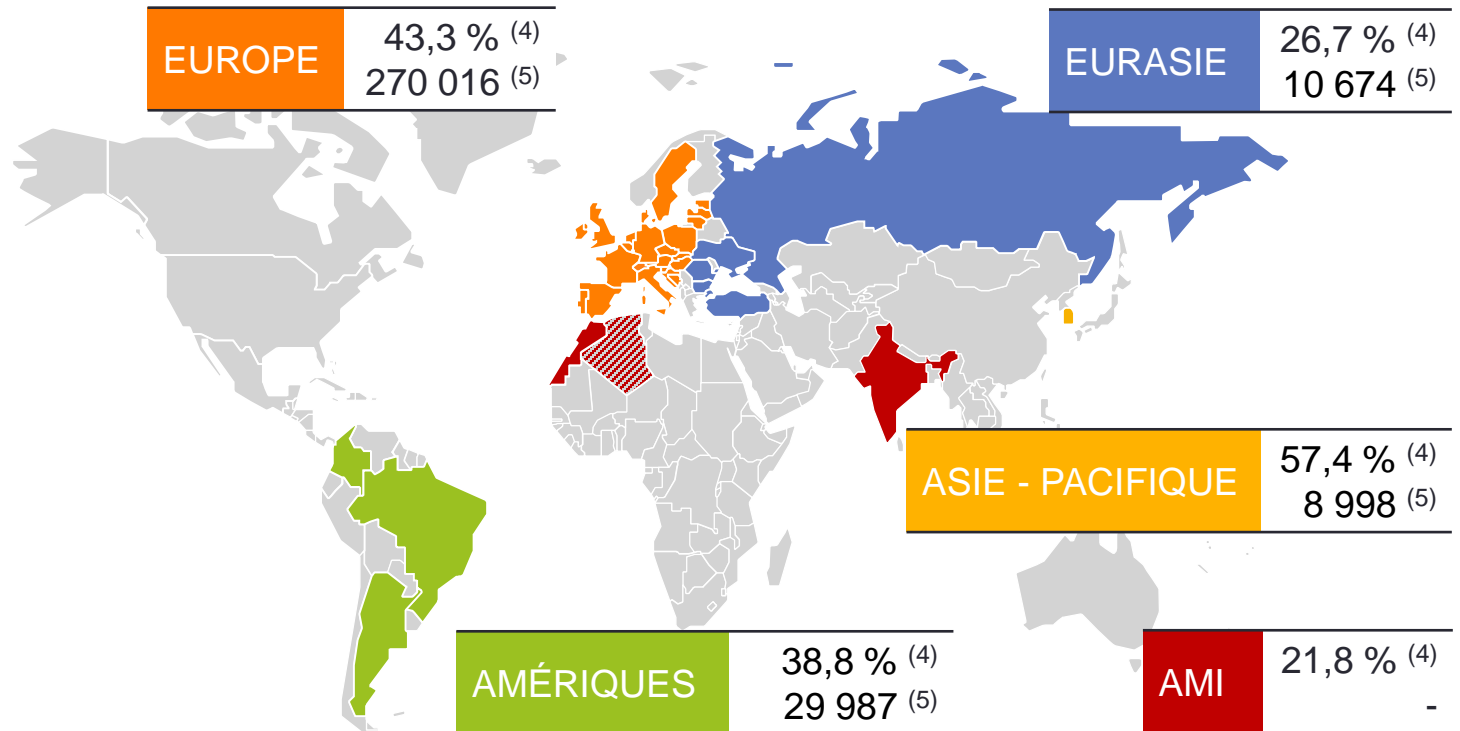 EUROPE
43,3 % (4)
270 016 (5)
EURASIE
26,7 % (4)
10 674 (5)
ASIE - PACIFIQUE
57,4 % (4)
8 998 (5)
AMÉRIQUES
38,8 % (4)
29 987 (5)
AMI
21,8 % (4)
-